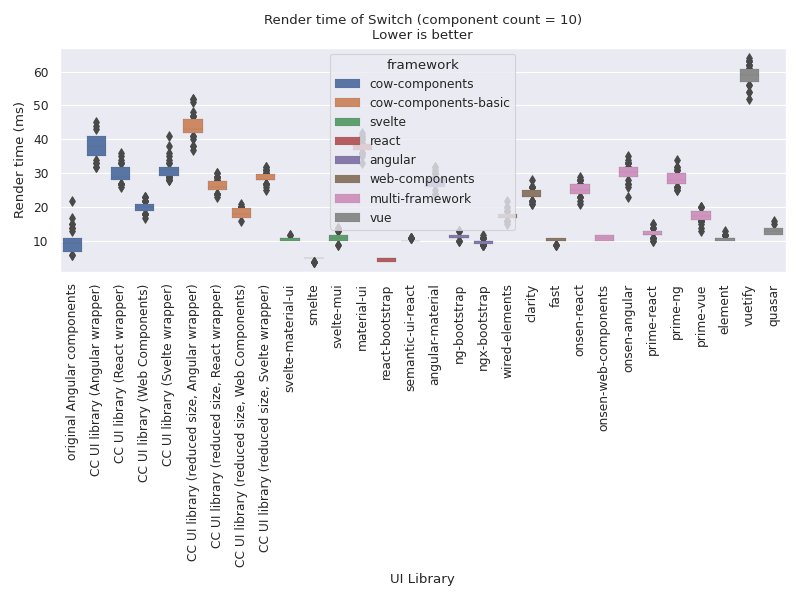 Render time of Switch (component count = 10)
Lower is better
Render time (ms)
60
50
40
30
20
10
framework
cow-components
cow-components-basic
svelte
react
angular
web-components
multi-framework
vue
original Angular components
CC UI library (Angular wrapper)
CC UI library (React wrapper)
CC UI library (Web Components)
CC UI library (Svelte wrapper)
CC UI library (reduced size, Angular wrapper)
CC UI library (reduced size, React wrapper)
CC UI library (reduced size, Web Components)
CC UI library (reduced size, Svelte wrapper)
svelte-material-ui
smelte
svelte-mui
material-ui
react-bootstrap
semantic-ui-react
angular-material
ng-bootstrap
ngx-bootstrap
wired-elements
clarity
fast
onsen-react
onsen-web-components
onsen-angular
prime-react
prime-ng
prime-vue
element
vuetify
quasar
UI Library